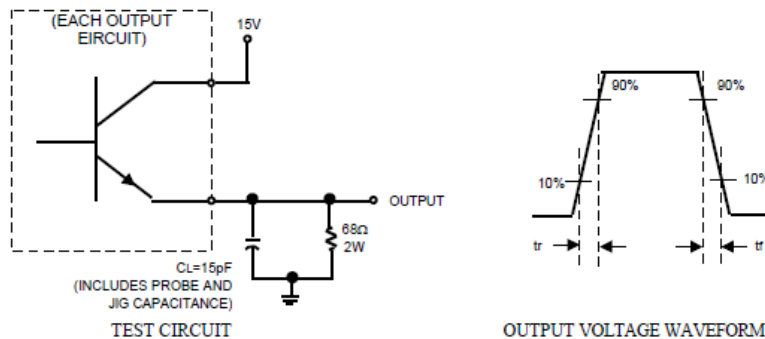 (EACH OUTPUT
EIRCUIT)
15V
OUTPUT
68Ω
2W
CL=15pF
(INCLUDES PROBE AND
JIG CAPACITANCE)
TEST CIRCUIT
90%
90%
10%
10%
tr
tf
OUTPUT VOLTAGE WAVEFORM